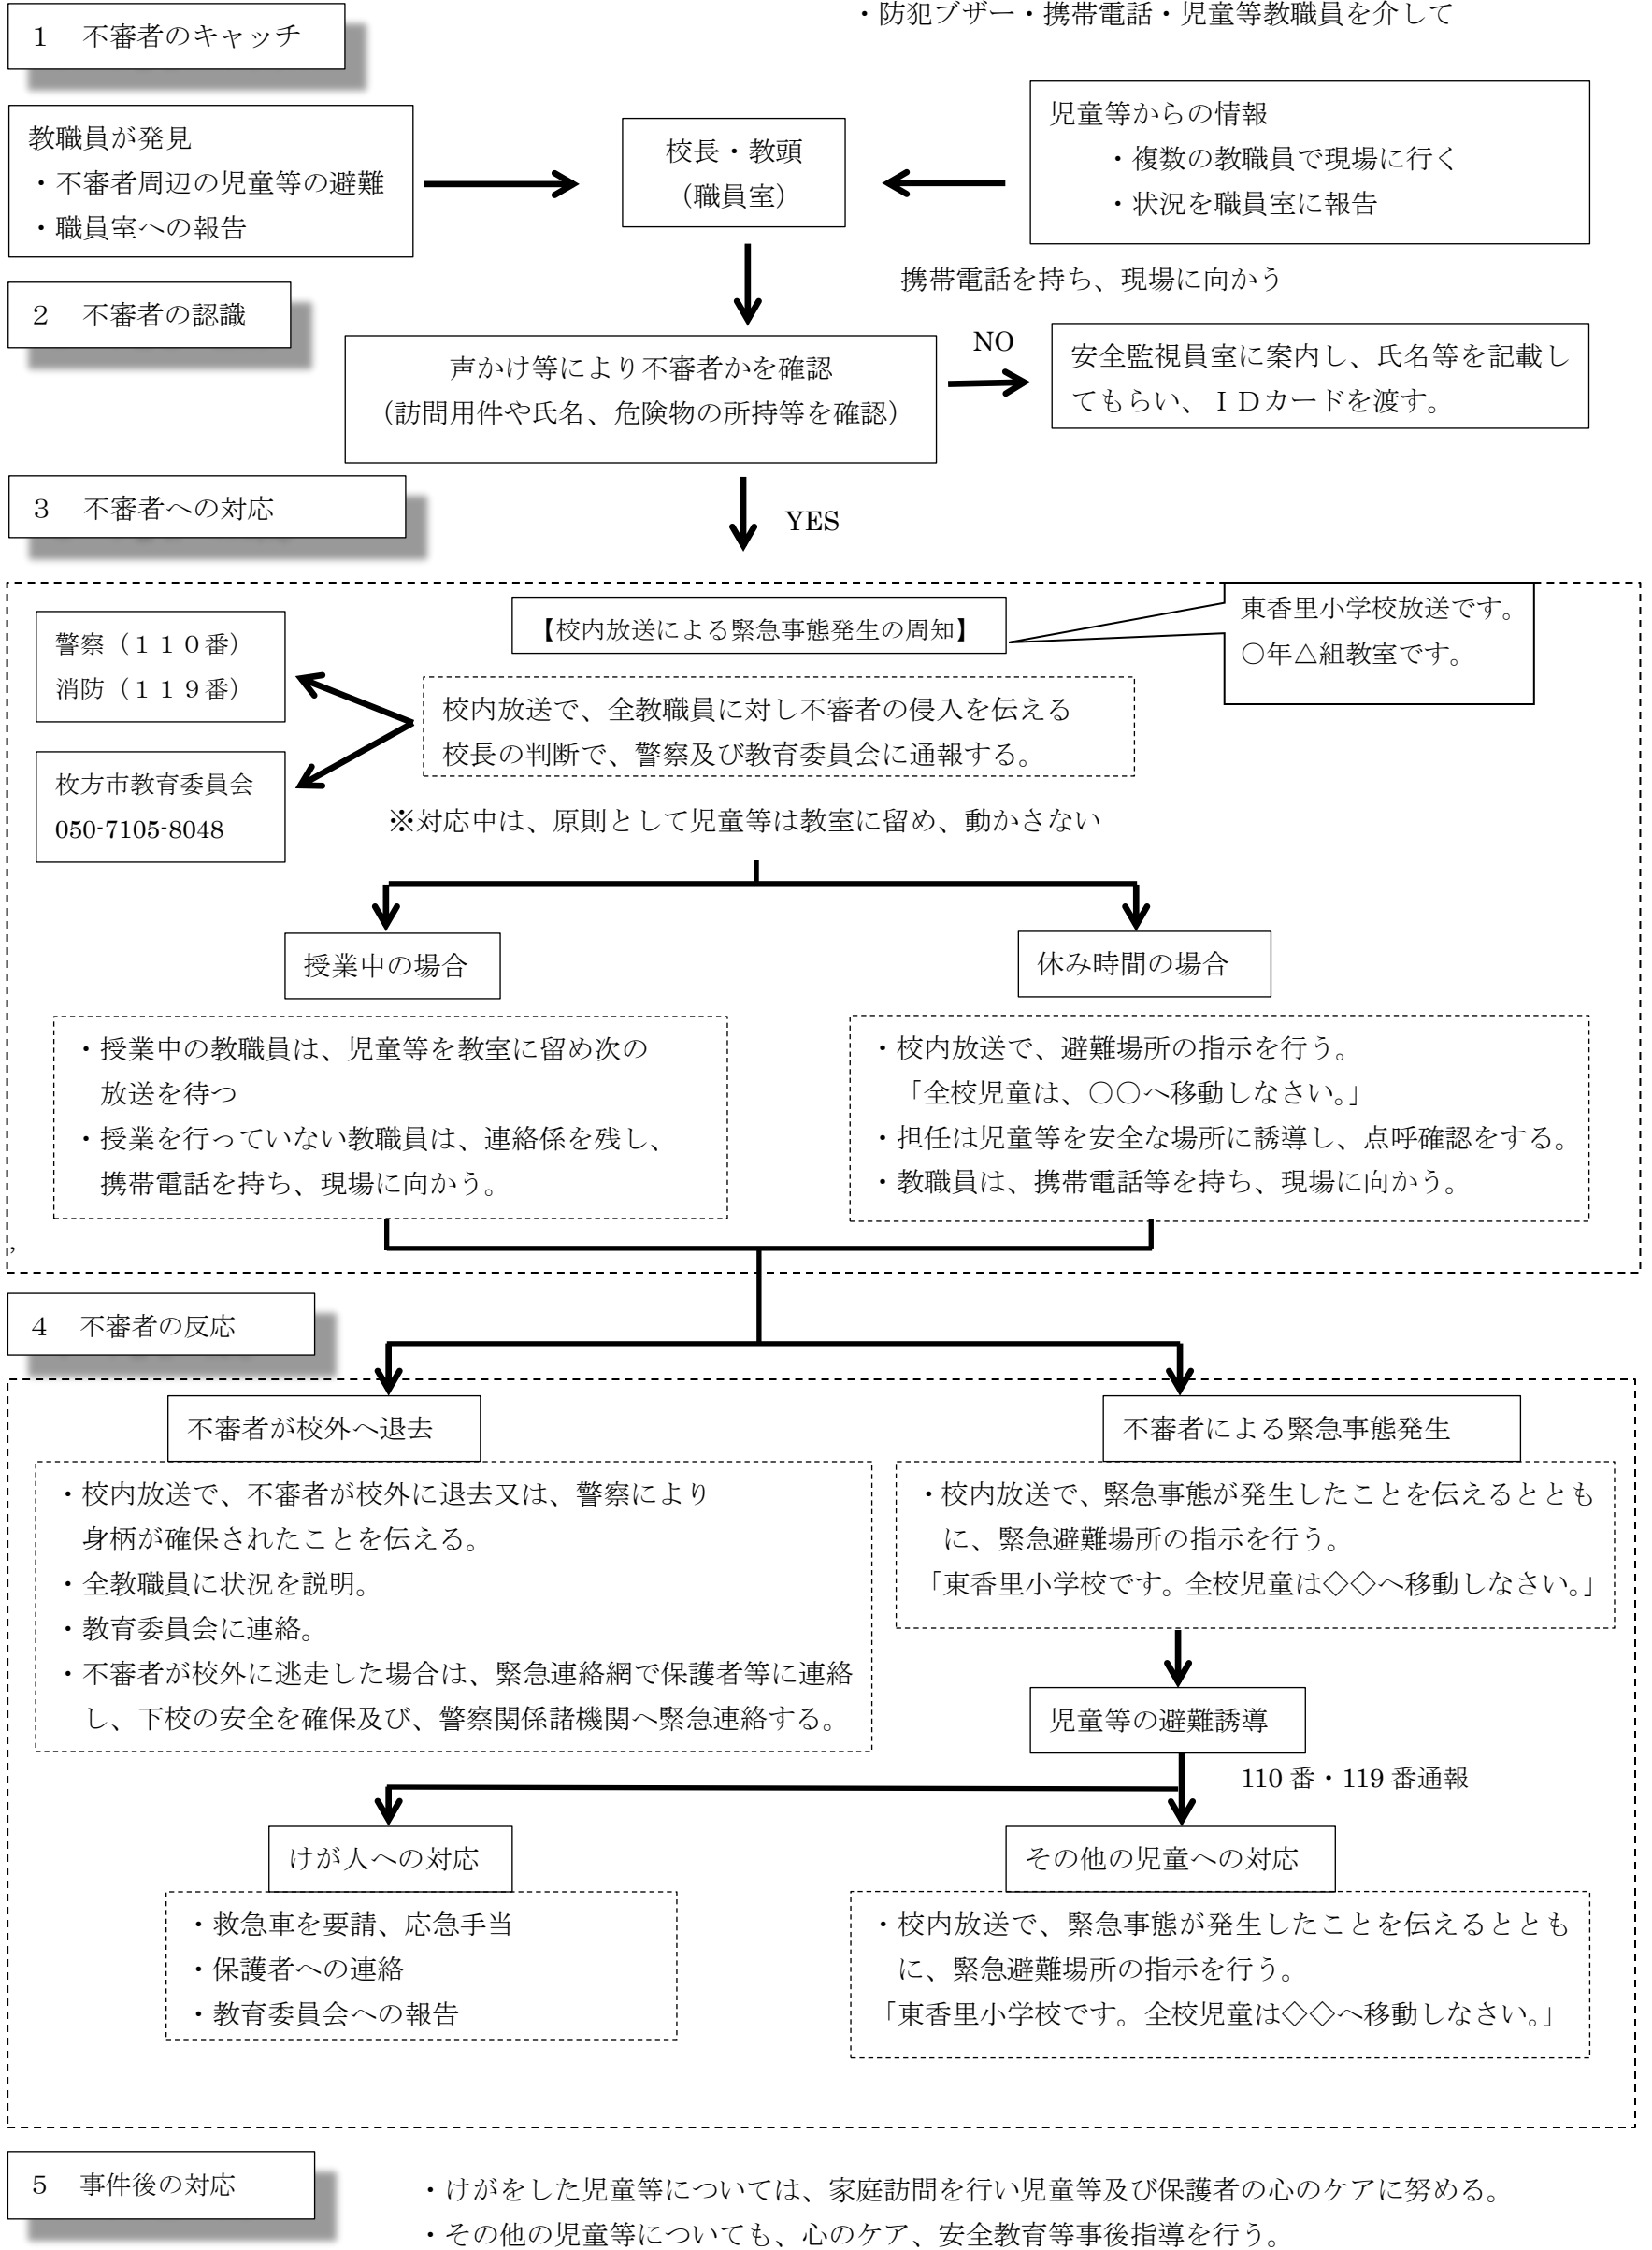 ・防犯ブザー・携帯電話・児童等教職員を介して
１　不審者のキャッチ
教職員が発見
・不審者周辺の児童等の避難
・職員室への報告
校長・教頭
（職員室）
児童等からの情報
・複数の教職員で現場に行く
・状況を職員室に報告
携帯電話を持ち、現場に向かう
２　不審者の認識
声かけ等により不審者かを確認
（訪問用件や氏名、危険物の所持等を確認）
NO
安全監視員室に案内し、氏名等を記載し
てもらい、ＩＤカードを渡す。
３　不審者への対応
YES
警察（１１０番）
消防（１１９番）
【校内放送による緊急事態発生の周知】
東香里小学校放送です。
○年△組教室です。
校内放送で、全教職員に対し不審者の侵入を伝える
校長の判断で、警察及び教育委員会に通報する。
枚方市教育委員会
050-7105-8048
※対応中は、原則として児童等は教室に留め、動かさない
授業中の場合
・授業中の教職員は、児童等を教室に留め次の
放送を待つ
・授業を行っていない教職員は、連絡係を残し、
携帯電話を持ち、現場に向かう。
休み時間の場合
・校内放送で、避難場所の指示を行う。
「全校児童は、○○へ移動しなさい。」
・担任は児童等を安全な場所に誘導し、点呼確認をする。
・教職員は、携帯電話等を持ち、現場に向かう。
,
４　不審者の反応
不審者が校外へ退去
・校内放送で、不審者が校外に退去又は、警察により
身柄が確保されたことを伝える。
・全教職員に状況を説明。
・教育委員会に連絡。
・不審者が校外に逃走した場合は、緊急連絡網で保護者等に連絡
し、下校の安全を確保及び、警察関係諸機関へ緊急連絡する。
不審者による緊急事態発生
・校内放送で、緊急事態が発生したことを伝えるととも
に、緊急避難場所の指示を行う。
「東香里小学校です。全校児童は◇◇へ移動しなさい。」
児童等の避難誘導
110 番・119 番通報
けが人への対応
・救急車を要請、応急手当
・保護者への連絡
・教育委員会への報告
その他の児童への対応
・校内放送で、緊急事態が発生したことを伝えるととも
に、緊急避難場所の指示を行う。
「東香里小学校です。全校児童は◇◇へ移動しなさい。」
５　事件後の対応
・けがをした児童等については、家庭訪問を行い児童等及び保護者の心のケアに努める。
・その他の児童等についても、心のケア、安全教育等事後指導を行う。